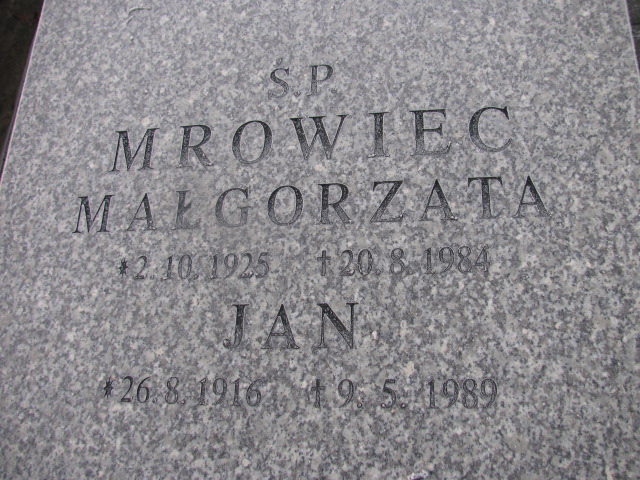 Ś.P
MROWIEC
MAŁGORZATA
*2.10.1925 †20.8.1984
JAN
*26.8.1916 †9.5.1989